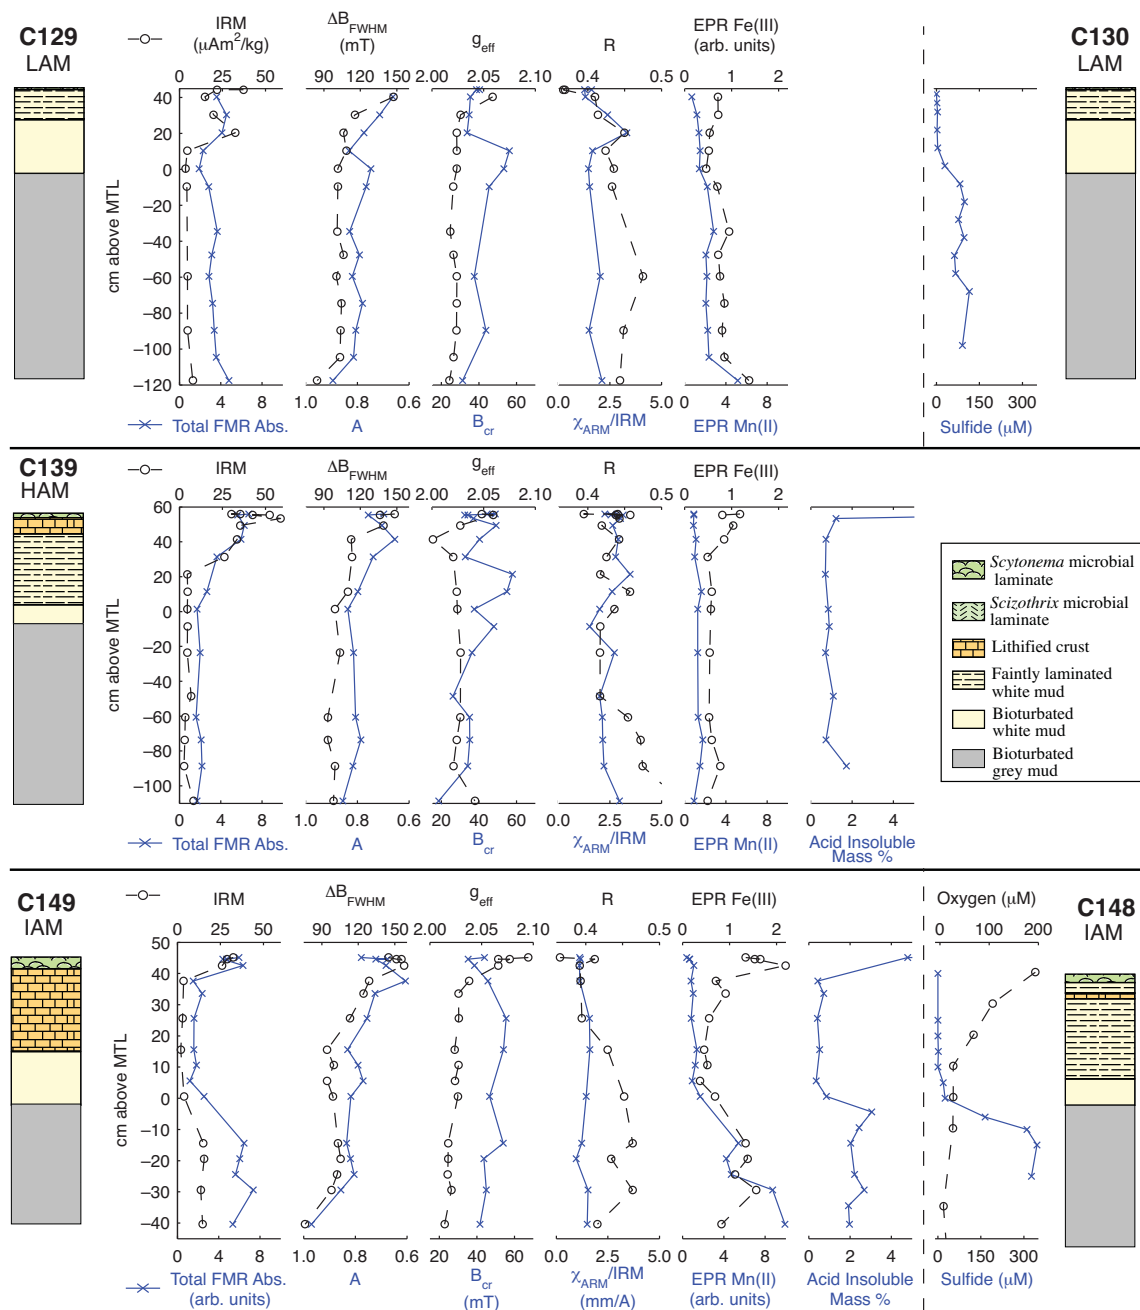 C129
LAM
IRM
(μAm²/kg)
ΔB_FWHM
(mT)
g_eff
R
EPR Fe(III)
(arb. units)
C130
LAM
0 25 50
90 120 150
2.00 2.05 2.10
0.4 0.5
0 1 2
cm above MTL
40
20
0
−20
−40
−60
−80
−100
−120
0 4 8
1.0 0.8 0.6
20 40 60
0 2.5 5.0
0 4 8
0 150 300
Total FMR Abs.
A
B_cr
χ_ARM/IRM
EPR Mn(II)
Sulfide (μM)
C139
HAM
IRM
ΔB_FWHM
g_eff
R
EPR Fe(III)
0 25 50
90 120 150
2.00 2.05 2.10
0.4 0.5
0 1 2
cm above MTL
60
40
20
0
−20
−40
−60
−80
−100
0 4 8
1.0 0.8 0.6
20 40 60
0 2.5 5.0
0 4 8
0 2 4
Total FMR Abs.
A
B_cr
χ_ARM/IRM
EPR Mn(II)
Acid Insoluble
Mass %
Scytonema microbial
laminate
Scizothrix microbial
laminate
Lithified crust
Faintly laminated
white mud
Bioturbated
white mud
Bioturbated
grey mud
C149
IAM
IRM
ΔB_FWHM
g_eff
R
EPR Fe(III)
Oxygen (μM)
C148
IAM
0 25 50
90 120 150
2.00 2.05 2.10
0.4 0.5
0 1 2
0 100 200
cm above MTL
50
40
30
20
10
0
−10
−20
−30
−40
0 4 8
1.0 0.8 0.6
20 40 60
0 2.5 5.0
0 4 8
0 2 4
0 150 300
Total FMR Abs.
(arb. units)
A
B_cr
(mT)
χ_ARM/IRM
(mm/A)
EPR Mn(II)
(arb. units)
Acid Insoluble
Mass %
Sulfide (μM)